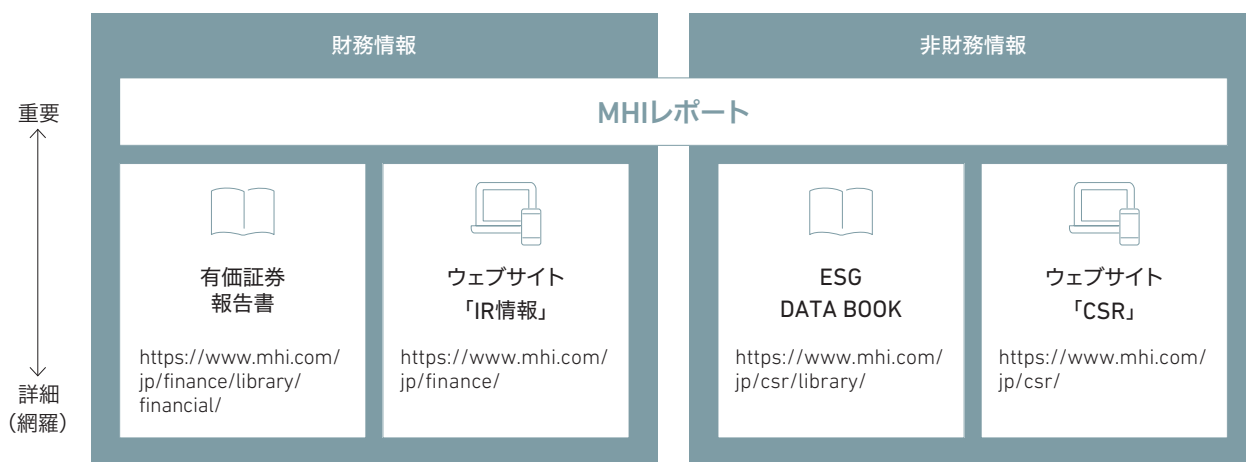 財務情報
非財務情報
重要
MHIレポート
有価証券
報告書
https://www.mhi.com/
jp/finance/library/
financial/
ウェブサイト
「IR情報」
https://www.mhi.com/
jp/finance/
ESG
DATA BOOK
https://www.mhi.com/
jp/csr/library/
ウェブサイト
「CSR」
https://www.mhi.com/
jp/csr/
詳細
（網羅）